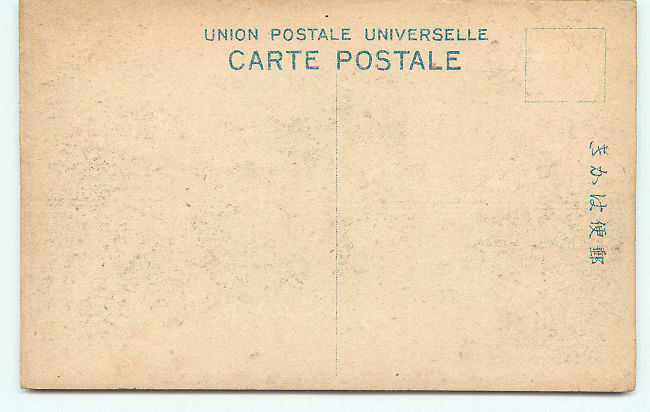 UNION POSTALE UNIVERSELLE
CARTE POSTALE
郵便はかき